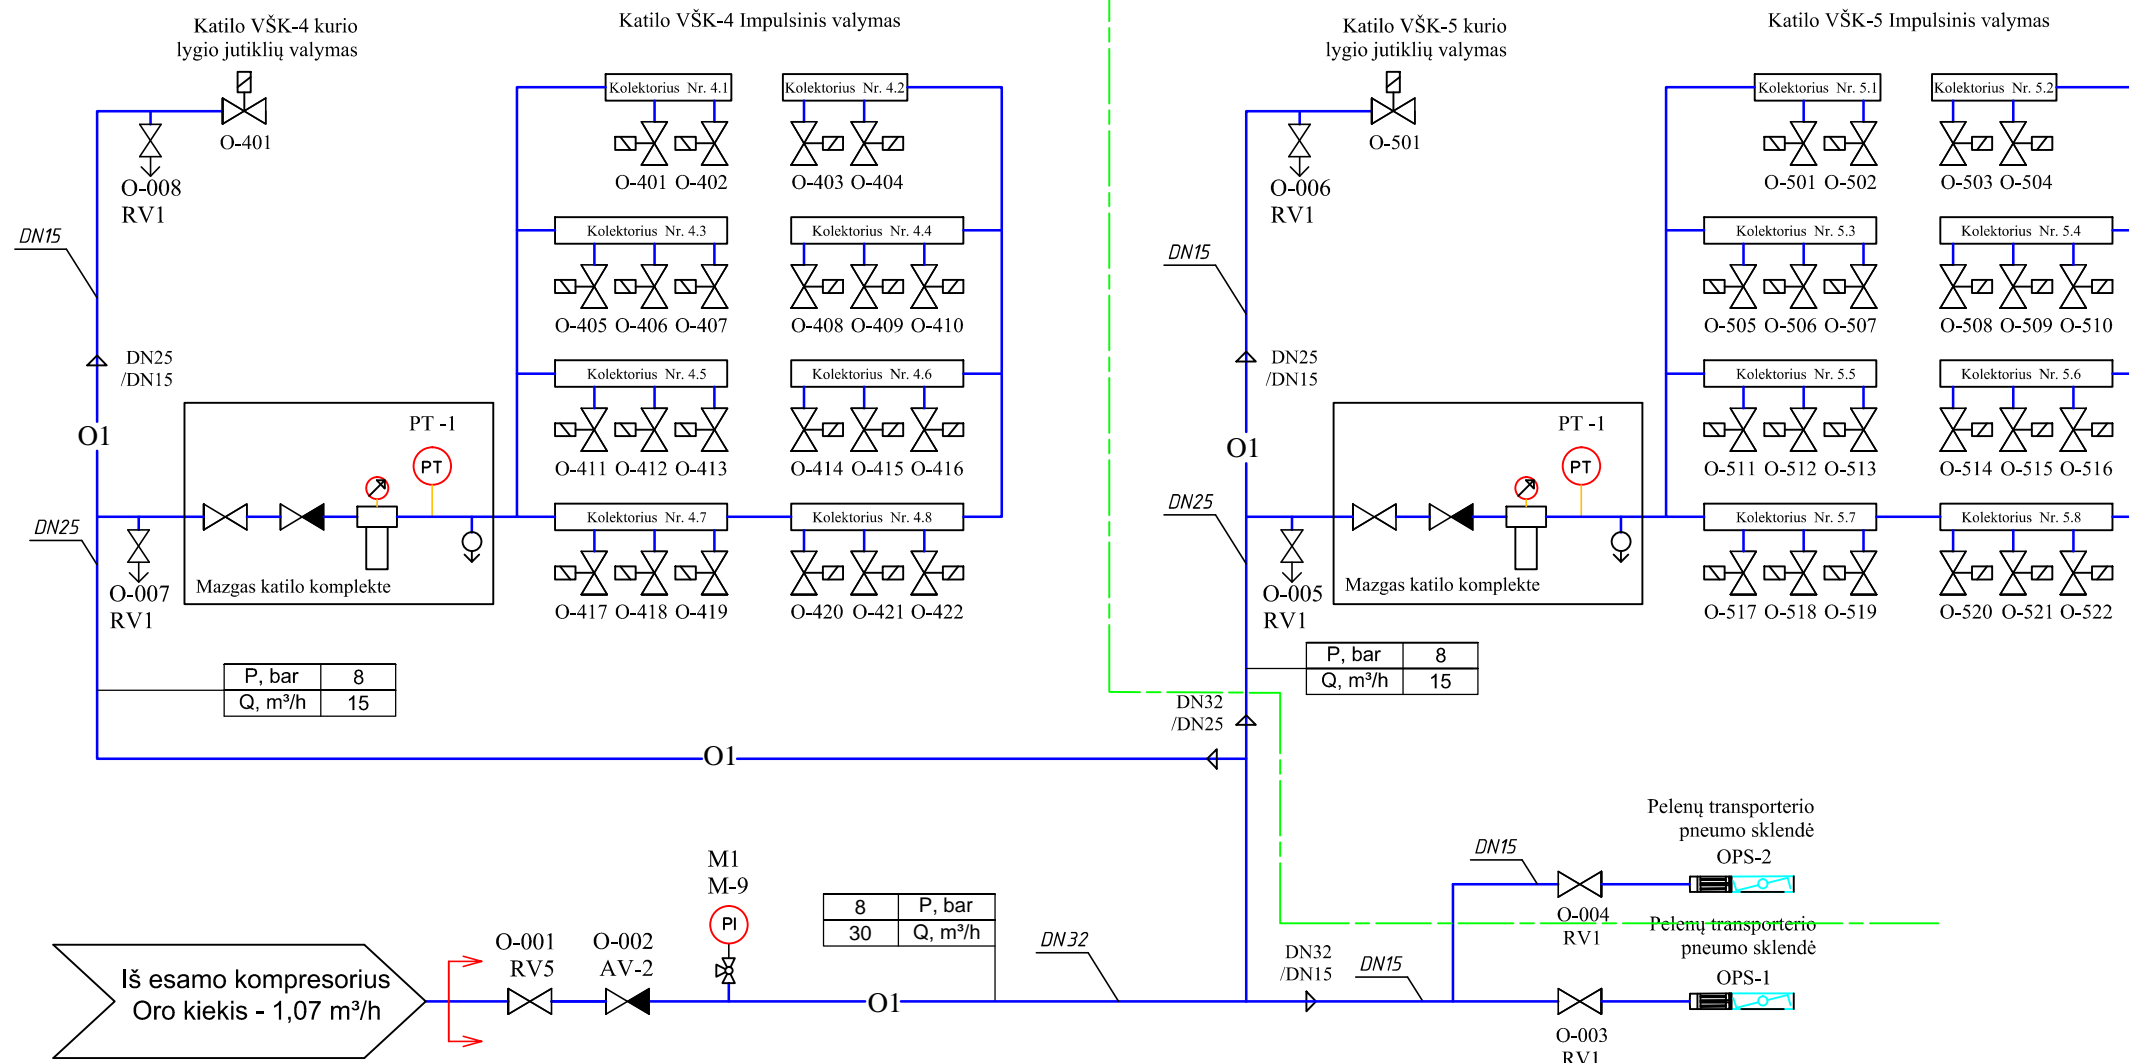 Katilo VŠK-4 kurio
lygio jutiklių valymas
Katilo VŠK-4 Impulsinis valymas
Katilo VŠK-5 kurio
lygio jutiklių valymas
Katilo VŠK-5 Impulsinis valymas
O-401
O-008
RV1
Kolektorius Nr. 4.1
Kolektorius Nr. 4.2
O-401 O-402 O-403 O-404
Kolektorius Nr. 4.3
Kolektorius Nr. 4.4
O-405 O-406 O-407 O-408 O-409 O-410
Kolektorius Nr. 4.5
Kolektorius Nr. 4.6
O-411 O-412 O-413 O-414 O-415 O-416
Kolektorius Nr. 4.7
Kolektorius Nr. 4.8
O-417 O-418 O-419 O-420 O-421 O-422
DN15
DN25
/DN15
O1
DN25
PT -1
PT
Mazgas katilo komplekte
O-007
RV1
P, bar 8
Q, m³/h 15
O-501
O-006
RV1
Kolektorius Nr. 5.1
Kolektorius Nr. 5.2
O-501 O-502 O-503 O-504
Kolektorius Nr. 5.3
Kolektorius Nr. 5.4
O-505 O-506 O-507 O-508 O-509 O-510
Kolektorius Nr. 5.5
Kolektorius Nr. 5.6
O-511 O-512 O-513 O-514 O-515 O-516
Kolektorius Nr. 5.7
Kolektorius Nr. 5.8
O-517 O-518 O-519 O-520 O-521 O-522
DN15
DN25
/DN15
O1
DN25
PT -1
PT
Mazgas katilo komplekte
O-005
RV1
P, bar 8
Q, m³/h 15
DN32
/DN25
O1
Iš esamo kompresorius
Oro kiekis - 1,07 m³/h
O-001
RV5
O-002
AV-2
M1
M-9
PI
8 P, bar
30 Q, m³/h
O1
DN32
DN32
/DN15
DN15
DN15
Pelenų transporterio
pneumo sklendė
OPS-2
O-004
RV1
Pelenų transporterio
pneumo sklendė
OPS-1
O-003
RV1